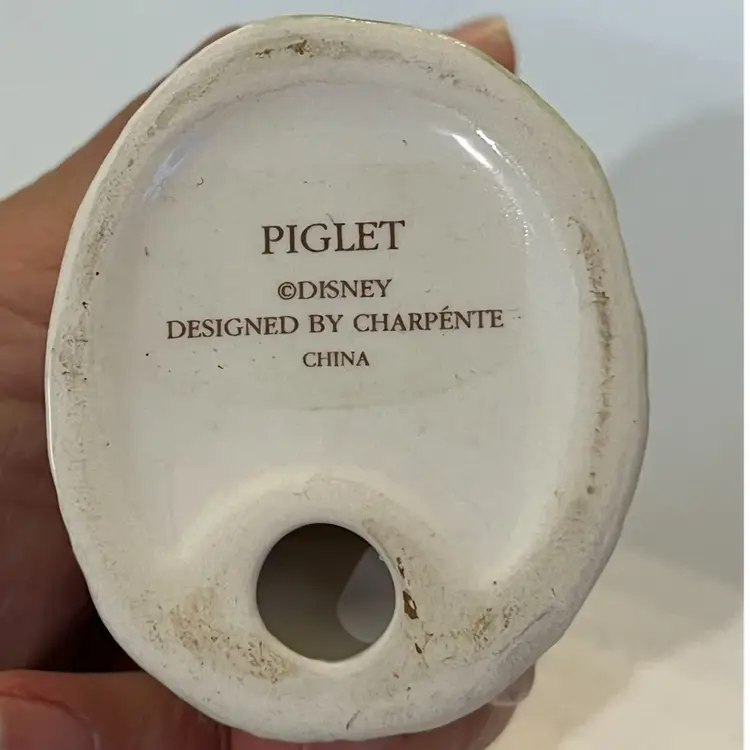 PIGLET
©DISNEY
DESIGNED BY CHARPÉNTE
CHINA